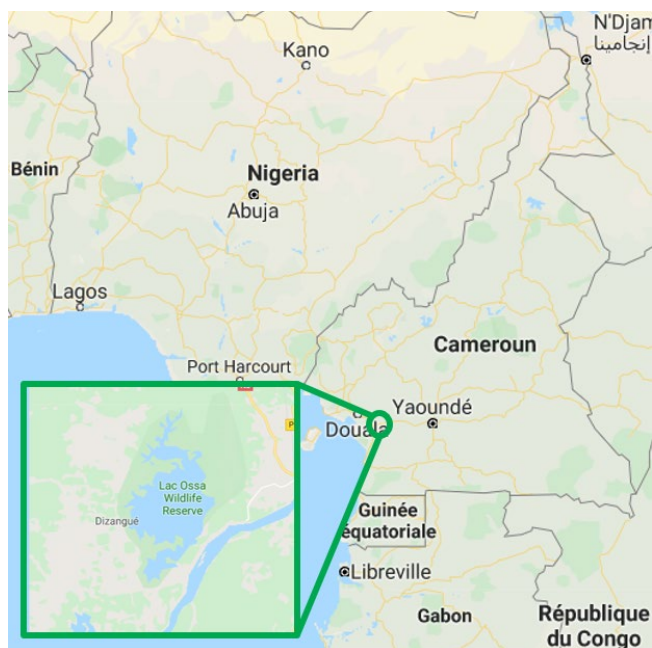 N'Djam
إنجامينا
Kano
Bénin
Nigeria
Abuja
Lagos
Cameroun
Port Harcourt
Yaoundé
Douala
Lac Ossa
Wildlife
Reserve
Dizangué
P
Guinée
équatoriale
Libreville
Gabon
République
du Congo